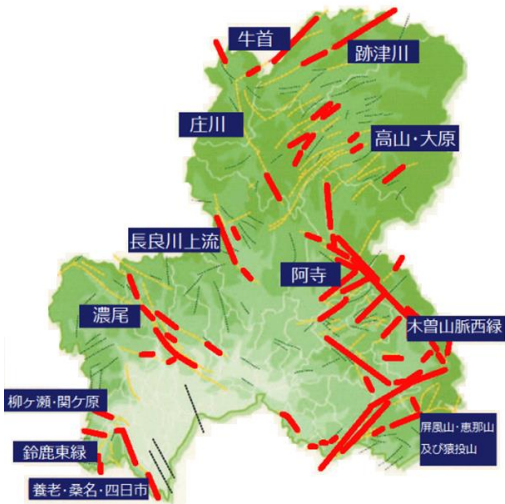 牛首
跡津川
庄川
高山・大原
長良川上流
阿寺
濃尾
木曽山脈西縁
柳ヶ瀬・関ケ原
屏風山・恵那山
及び猿投山
鈴鹿東縁
養老・桑名・四日市